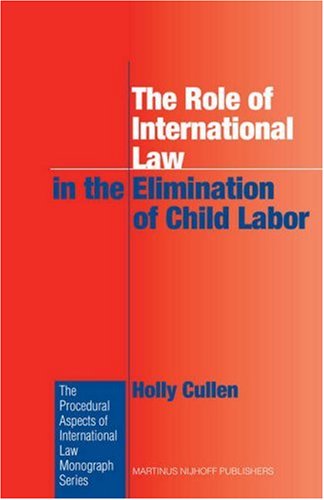 The Role of
International
Law
in the Elimination
of Child Labor
The
Procedural
Aspects of
International
Law
Monograph
Series
Holly Cullen
MARTINUS NIJHOFF PUBLISHERS